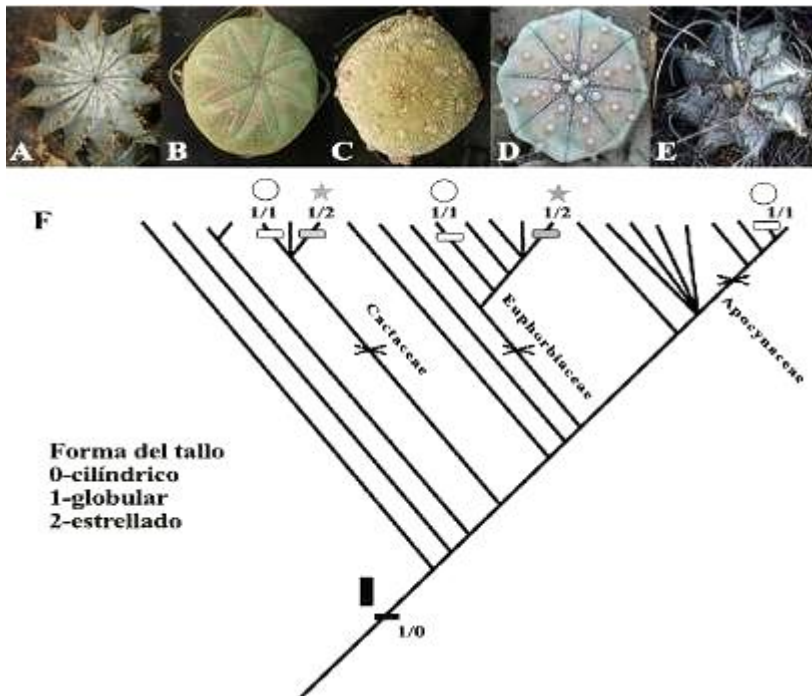 A B C D E
F
1/1 1/2 1/1 1/2 1/1
Cactaceae
Euphorbiaceae
Apocynaceae
Forma del tallo
0-cilíndrico
1-globular
2-estrellado
1/0